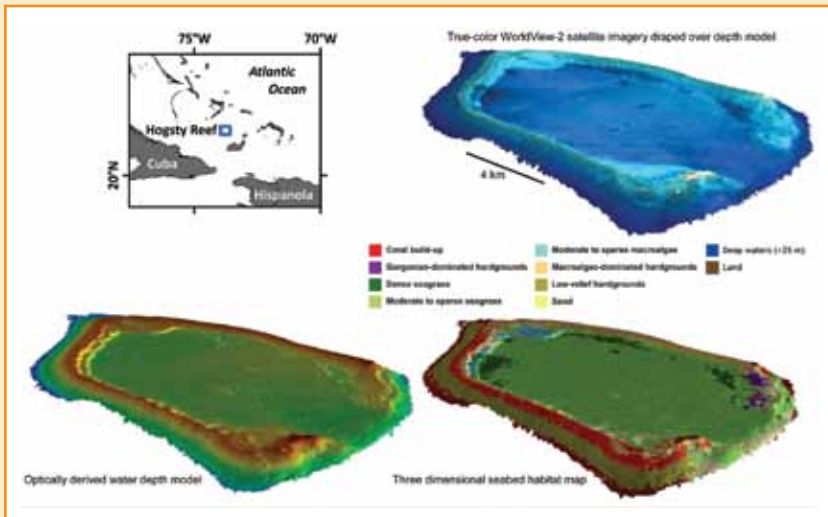 True-color WorldView-2 satellite imagery draped over depth model
75°W
70°W
Atlantic
Ocean
Hogsty Reef
Cuba
20°N
Hispanola
4 km
Coral build-up
Gorgonian-dominated hardgrounds
Dense seagrass
Moderate to sparse seagrass
Moderate to sparse macroalgae
Macroalgae-dominated hardgrounds
Low-relief hardgrounds
Sand
Deep waters (>25 m)
Land
Optically derived water depth model
Three dimensional seabed habitat map